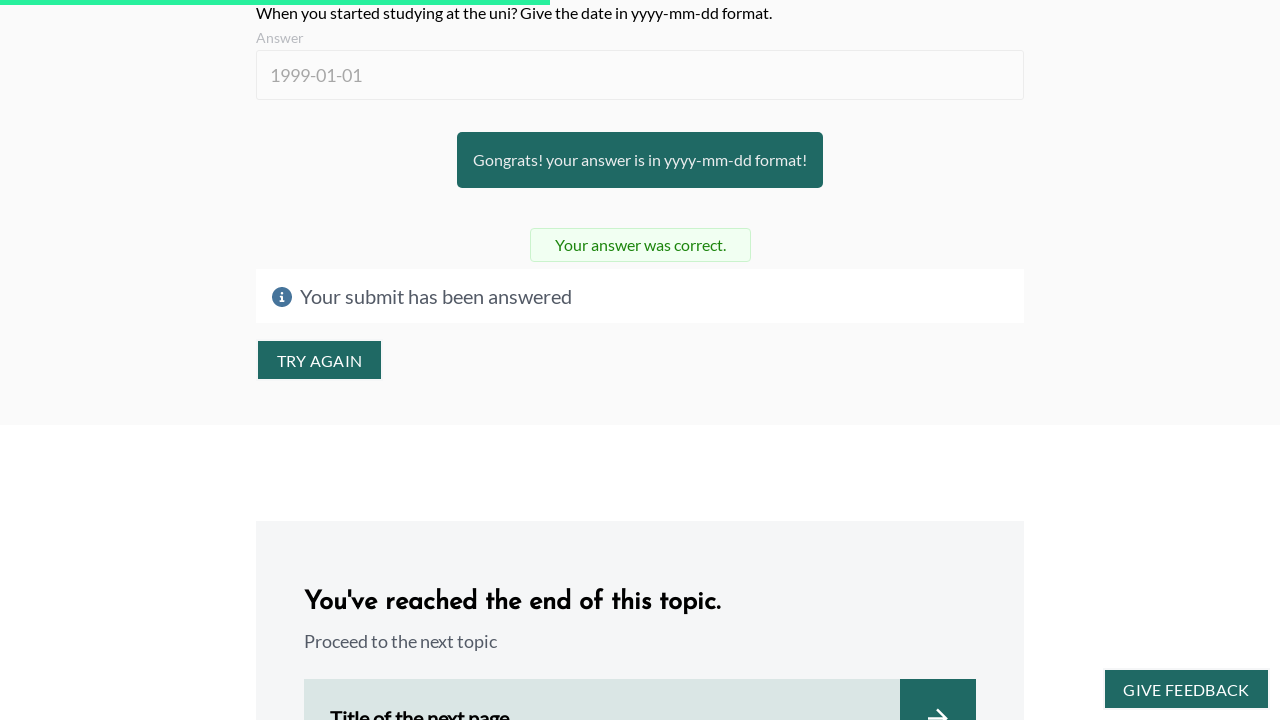 When you started studying at the uni? Give the date in yyyy-mm-dd format.
Answer
1999-01-01
Gongrats! your answer is in yyyy-mm-dd format!
Your answer was correct.
Your submit has been answered
TRY AGAIN
You've reached the end of this topic.
Proceed to the next topic
Title of the next page
GIVE FEEDBACK